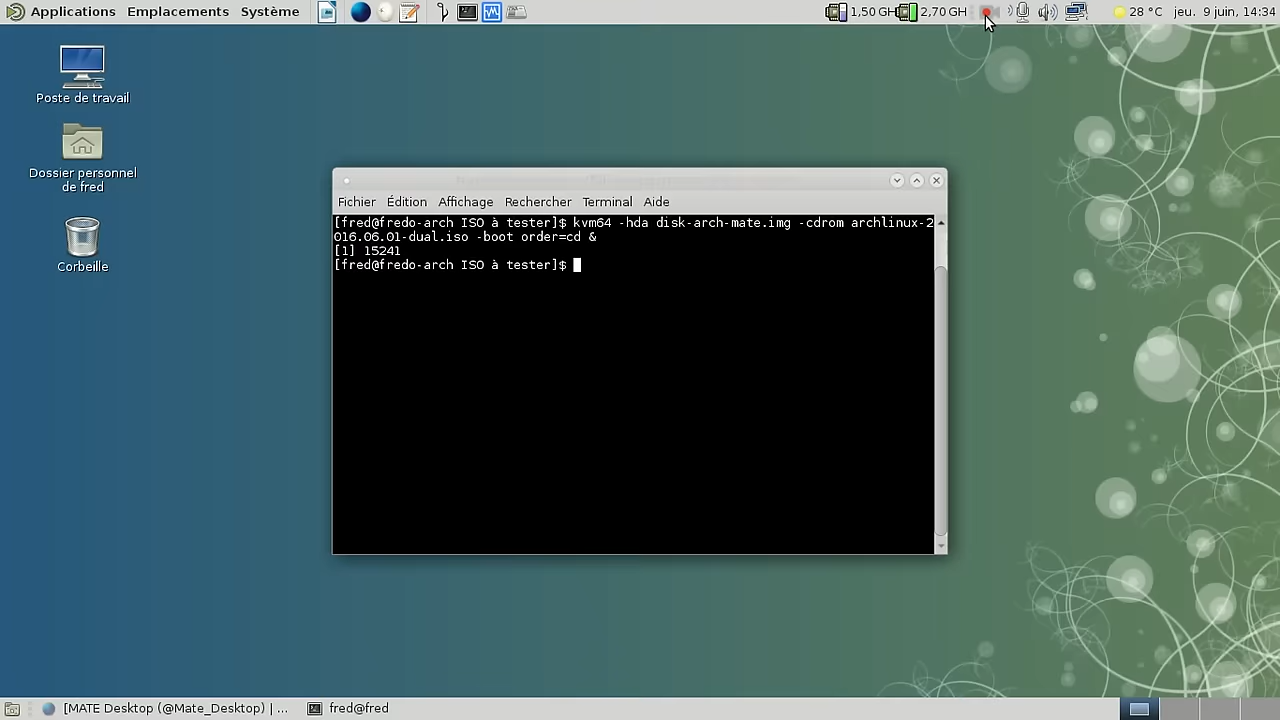 Applications Emplacements Système
1,50 GH 2,70 GH 28 °C jeu. 9 juin, 14:34
Poste de travail
Dossier personnel
de fred
Corbeille
Fichier Édition Affichage Rechercher Terminal Aide
[fred@fredo-arch ISO à tester]$ kvm64 -hda disk-arch-mate.img -cdrom archlinux-2
016.06.01-dual.iso -boot order=cd &
[1] 15241
[fred@fredo-arch ISO à tester]$
[MATE Desktop (@Mate_Desktop) | ... fred@fred